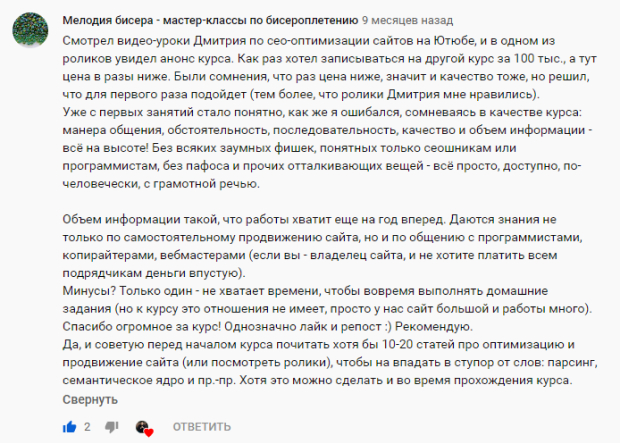 Мелодия бисера - мастер-классы по бисероплетению 9 месяцев назад
Смотрел видео-уроки Дмитрия по сео-оптимизации сайтов на Ютюбе, и в одном из
роликов увидел анонс курса. Как раз хотел записываться на другой курс за 100 тыс., а тут
цена в разы ниже. Были сомнения, что раз цена ниже, значит и качество тоже, но решил,
что для первого раза подойдет (тем более, что ролики Дмитрия мне нравились).
Уже с первых занятий стало понятно, как же я ошибался, сомневаясь в качестве курса:
манера общения, обстоятельность, последовательность, качество и объем информации -
всё на высоте! Без всяких заумных фишек, понятных только сеошникам или
программистам, без пафоса и прочих отталкивающих вещей - всё просто, доступно, по-
человечески, с грамотной речью.
Объем информации такой, что работы хватит еще на год вперед. Даются знания не
только по самостоятельному продвижению сайта, но и по общению с программистами,
копирайтерами, вебмастерами (если вы - владелец сайта, и не хотите платить всем
подрядчикам деньги впустую).
Минусы? Только один - не хватает времени, чтобы вовремя выполнять домашние
задания (но к курсу это отношения не имеет, просто у нас сайт большой и работы много).
Спасибо огромное за курс! Однозначно лайк и репост :) Рекомендую.
Да, и советую перед началом курса почитать хотя бы 10-20 статей про оптимизацию и
продвижение сайта (или посмотреть ролики), чтобы на впадать в ступор от слов: парсинг,
семантическое ядро и пр.-пр. Хотя это можно сделать и во время прохождения курса.
Свернуть
2 ОТВЕТИТЬ